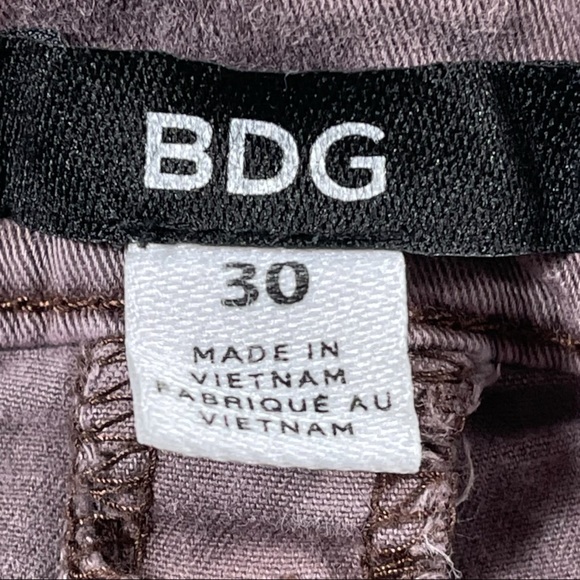 BDG
30
MADE IN
VIETNAM
FABRIQUÉ AU
VIETNAM